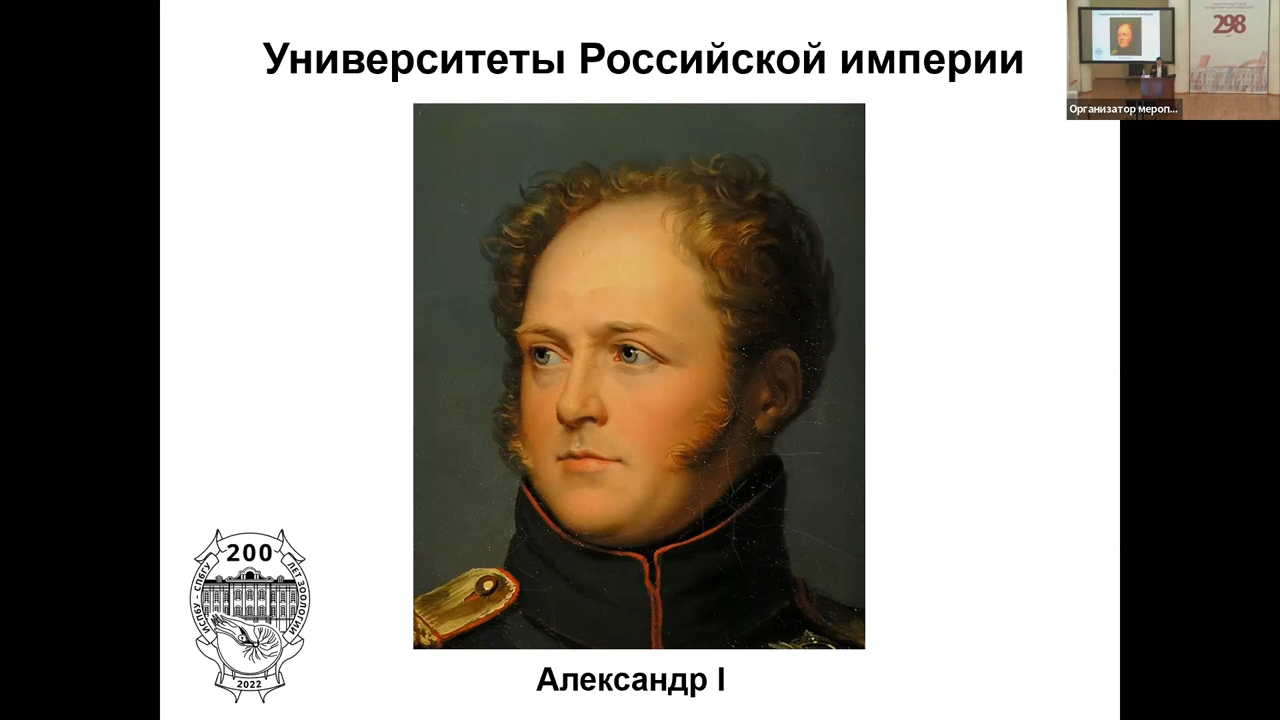 Университеты Российской империи
298
Организатор мероп...
200
ЛЕТ ЗООЛОГИИ
ИСПБУ - СПбГУ
2022
Александр I